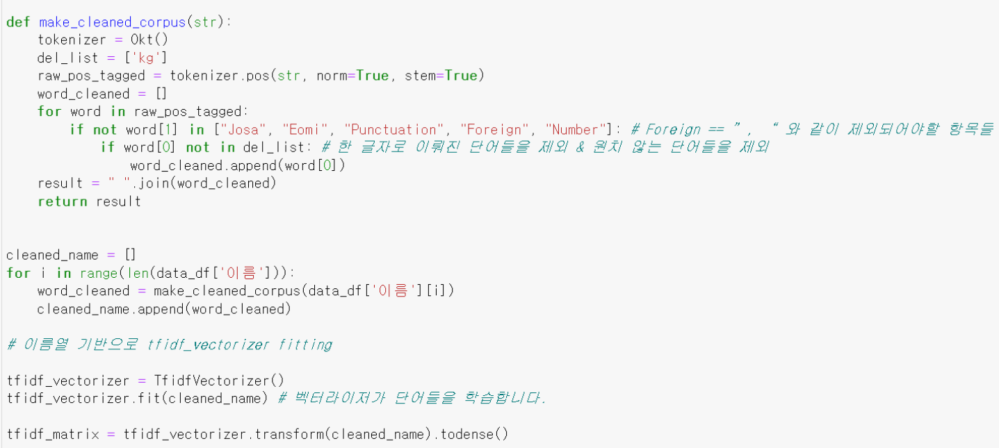 def make_cleaned_corpus(str):
    tokenizer = Okt()
    del_list = ['kg']
    raw_pos_tagged = tokenizer.pos(str, norm=True, stem=True)
    word_cleaned = []
    for word in raw_pos_tagged:
        if not word[1] in ["Josa", "Eomi", "Punctuation", "Foreign", "Number"]: # Foreign == ” , “ 와 같이 제외되어야할 항목들
            if word[0] not in del_list: # 한 글자로 이뤄진 단어들을 제외 & 원치 않는 단어들을 제외
                word_cleaned.append(word[0])
    result = " ".join(word_cleaned)
    return result
cleaned_name = []
for i in range(len(data_df['이름'])):
    word_cleaned = make_cleaned_corpus(data_df['이름'][i])
    cleaned_name.append(word_cleaned)
# 이름열 기반으로 tfidf_vectorizer fitting
tfidf_vectorizer = TfidfVectorizer()
tfidf_vectorizer.fit(cleaned_name) # 벡터라이저가 단어들을 학습합니다.
tfidf_matrix = tfidf_vectorizer.transform(cleaned_name).todense()